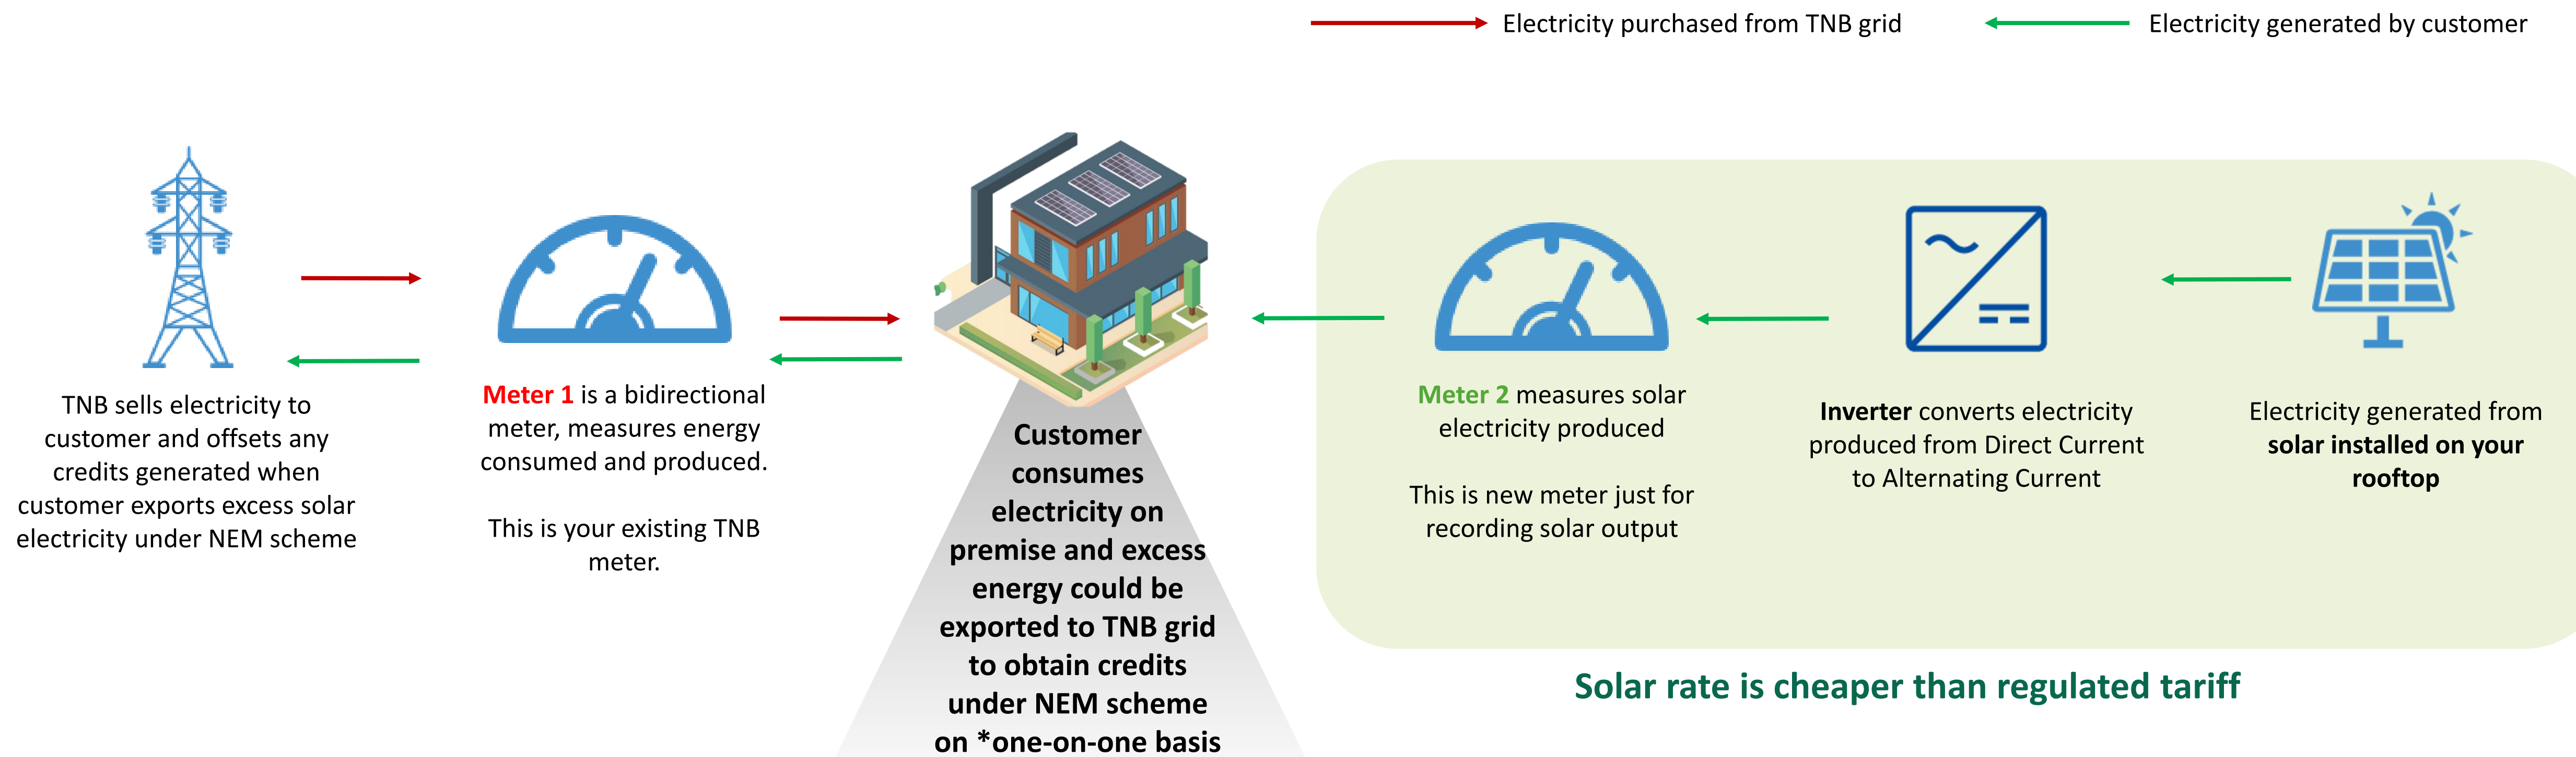 Electricity purchased from TNB grid
Electricity generated by customer
TNB sells electricity to
customer and offsets any
credits generated when
customer exports excess solar
electricity under NEM scheme
Meter 1 is a bidirectional
meter, measures energy
consumed and produced.
This is your existing TNB
meter.
Customer
consumes
electricity on
premise and excess
energy could be
exported to TNB grid
to obtain credits
under NEM scheme
on *one-on-one basis
Meter 2 measures solar
electricity produced
This is new meter just for
recording solar output
Inverter converts electricity
produced from Direct Current
to Alternating Current
Electricity generated from
solar installed on your
rooftop
Solar rate is cheaper than regulated tariff